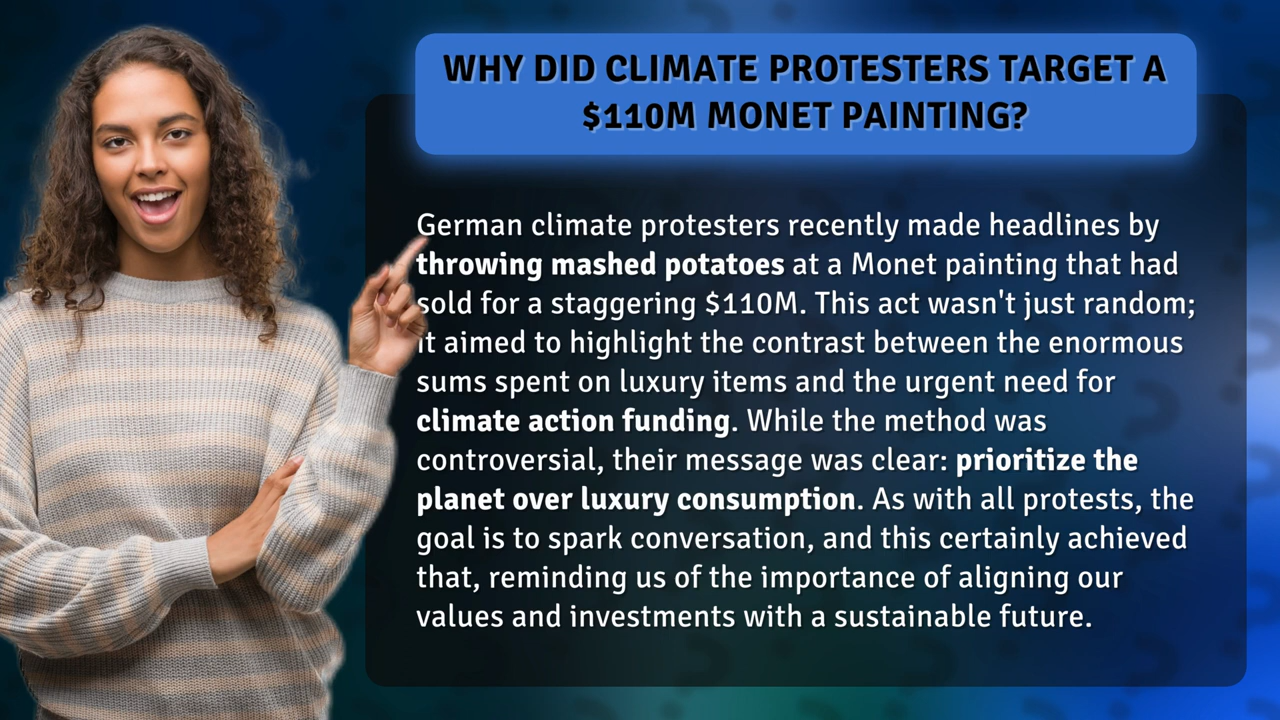 WHY DID CLIMATE PROTESTERS TARGET A
$110M MONET PAINTING?
German climate protesters recently made headlines by
throwing mashed potatoes at a Monet painting that had
sold for a staggering $110M. This act wasn't just random;
it aimed to highlight the contrast between the enormous
sums spent on luxury items and the urgent need for
climate action funding. While the method was
controversial, their message was clear: prioritize the
planet over luxury consumption. As with all protests, the
goal is to spark conversation, and this certainly achieved
that, reminding us of the importance of aligning our
values and investments with a sustainable future.